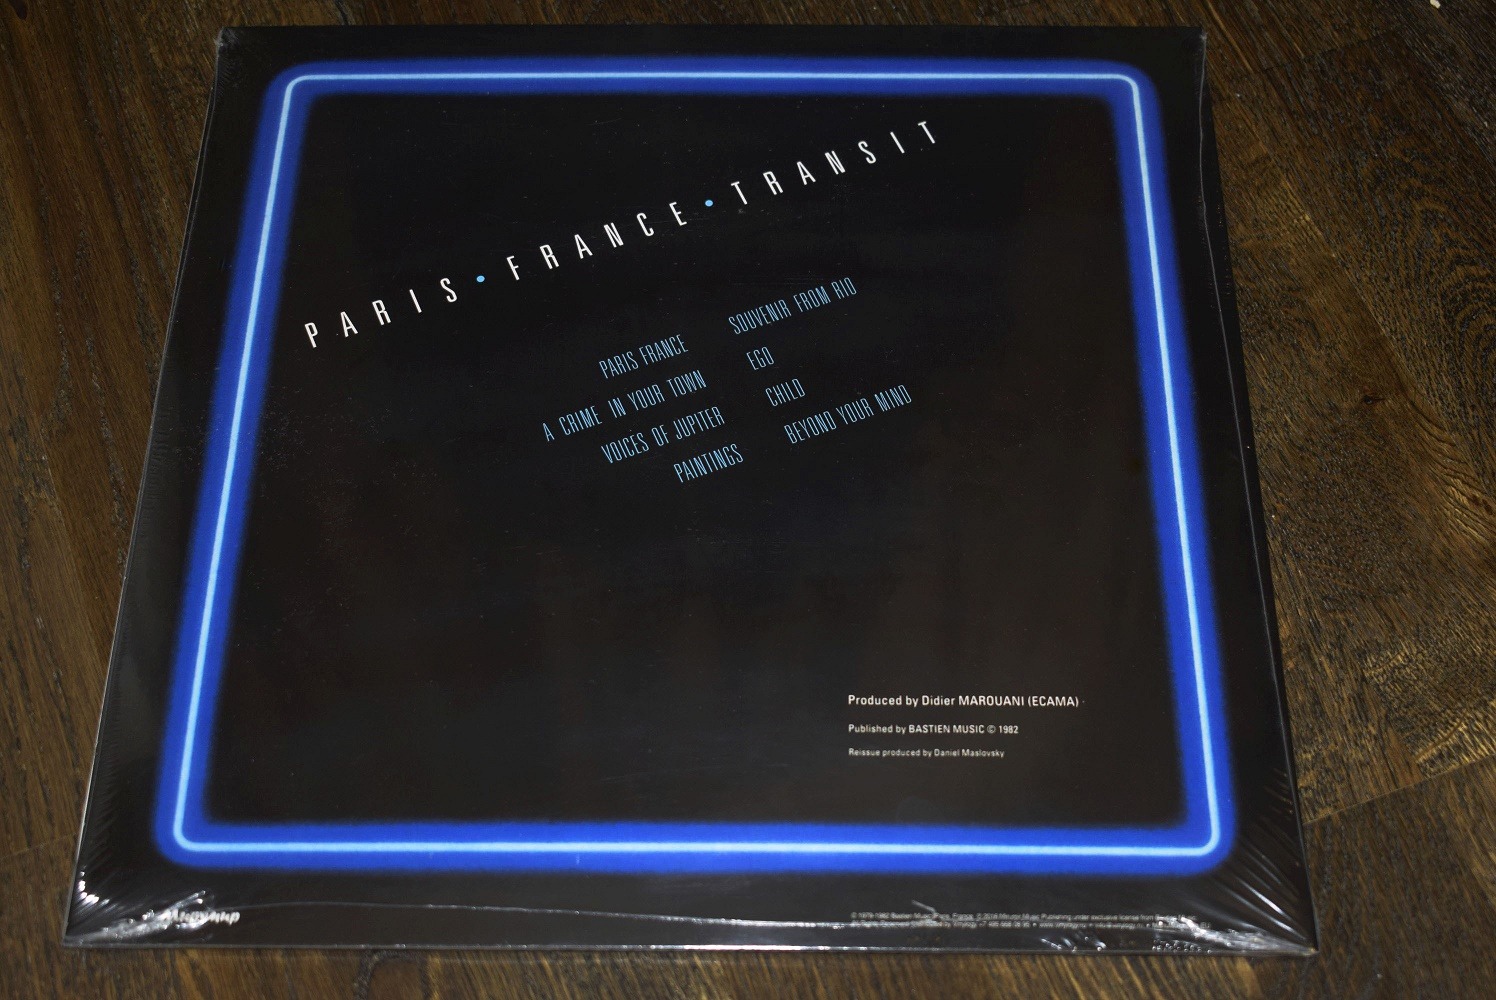 PARIS • FRANCE • TRANSIT
PARIS FRANCE
A CRIME IN YOUR TOWN
VOICES OF JUPITER
PAINTINGS
SOUVENIR FROM RIO
EGO
CHILD
BEYOND YOUR MIND
Produced by Didier MAROUANI (ECAMA)
Published by BASTIEN MUSIC © 1982
Reissue produced by Daniel Maslovsky